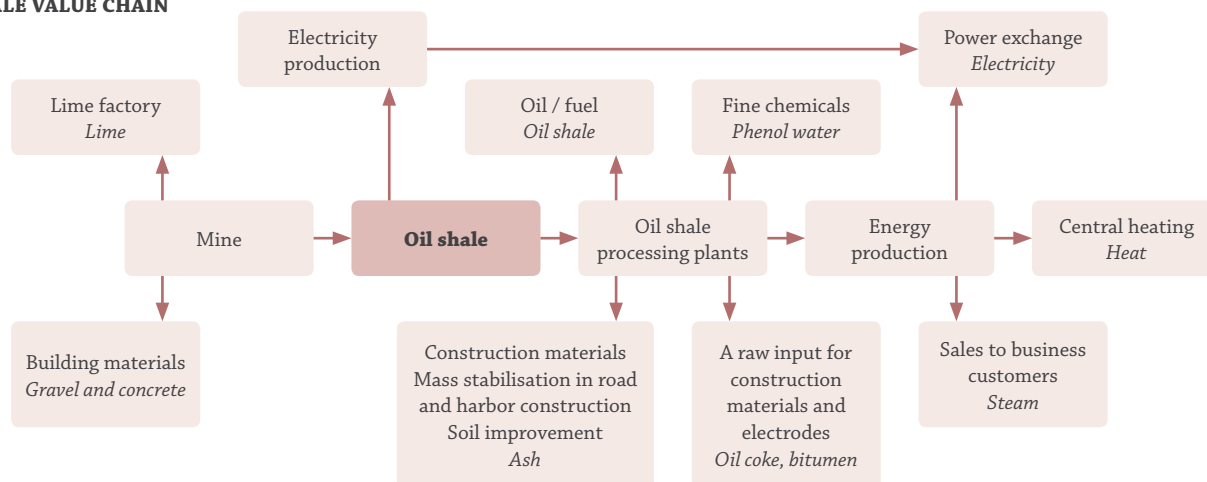 VALUE CHAIN
Electricity
production
Power exchange
Electricity
Lime factory
Lime
Oil / fuel
Oil shale
Fine chemicals
Phenol water
Mine
Oil shale
Oil shale
processing plants
Energy
production
Central heating
Heat
Building materials
Gravel and concrete
Construction materials
Mass stabilisation in road
and harbor construction
Soil improvement
Ash
A raw input for
construction
materials and
electrodes
Oil coke, bitumen
Sales to business
customers
Steam